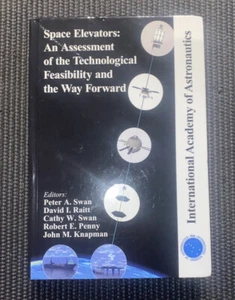 Space Elevators:
An Assessment
of the Technological
Feasibility and
the Way Forward
International Academy of Astronautics
Editors:
Peter A. Swan
David I. Raitt
Cathy W. Swan
Robert E. Penny
John M. Knapman